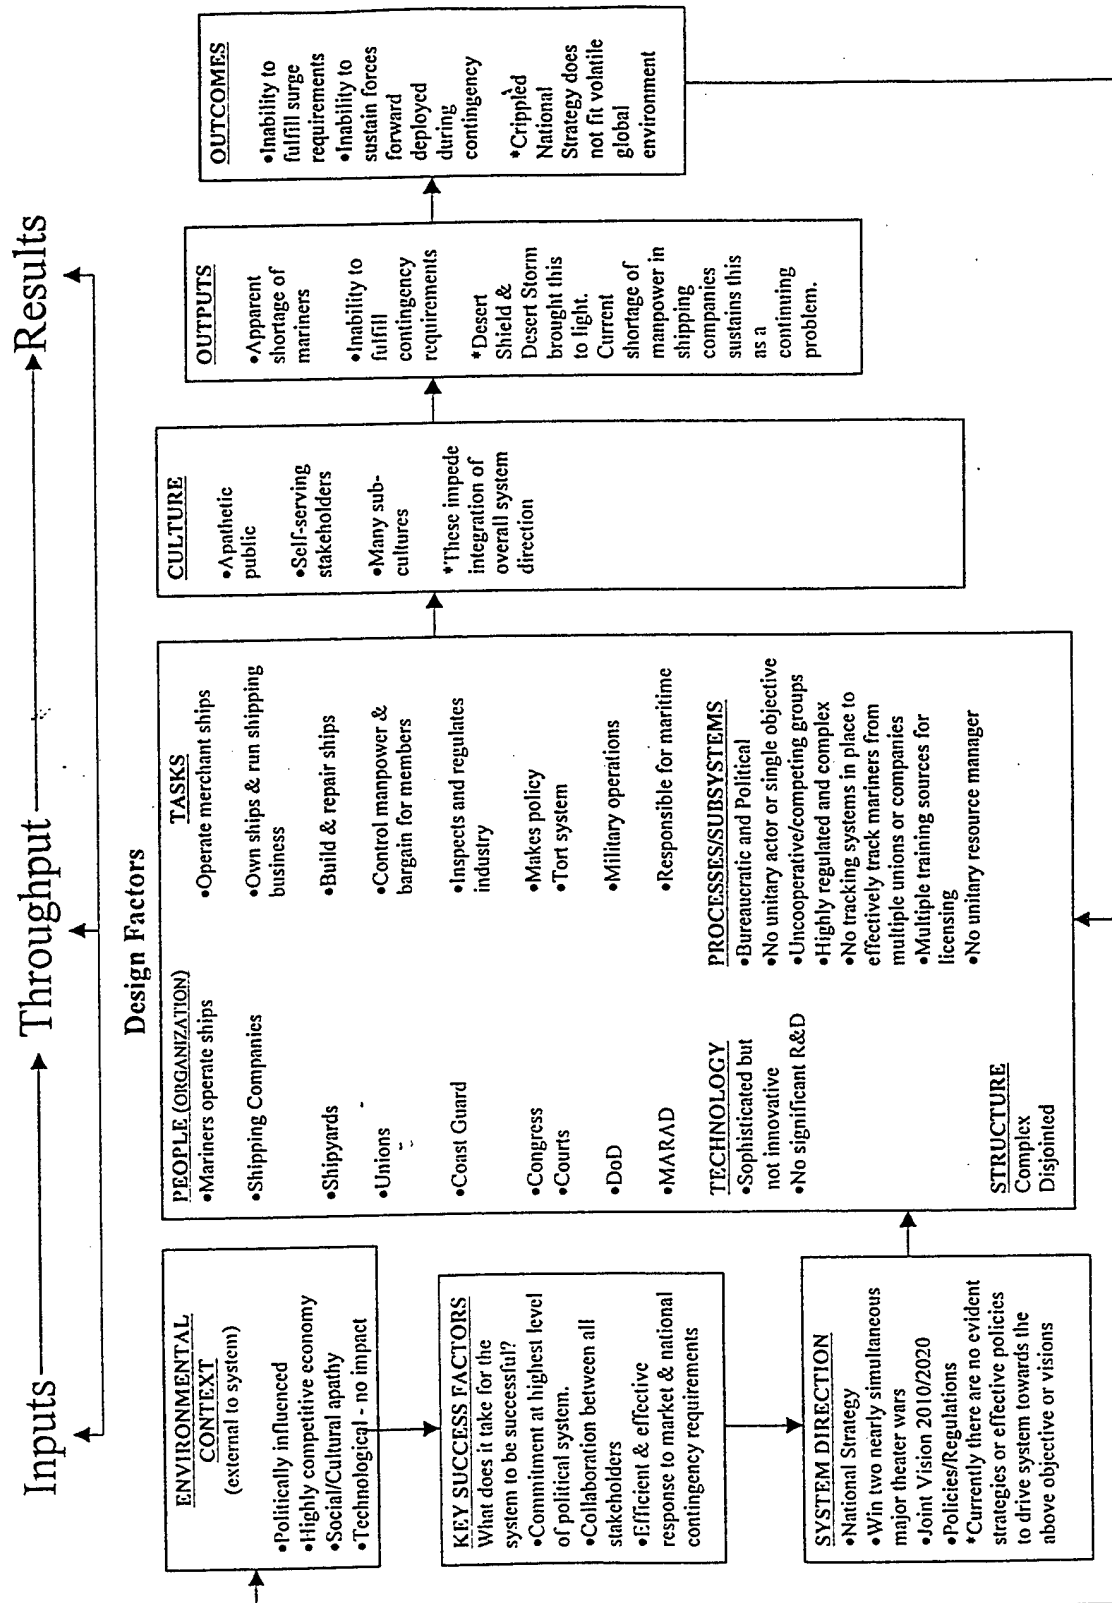 Inputs
Throughput
Results
Design Factors
ENVIRONMENTAL
CONTEXT
(external to system)
•Politically influenced
•Highly competitive economy
•Social/Cultural apathy
•Technological - no impact
KEY SUCCESS FACTORS
What does it take for the
system to be successful?
•Commitment at highest level
of political system.
•Collaboration between all
stakeholders
•Efficient & effective
response to market & national
contingency requirements
SYSTEM DIRECTION
•National Strategy
•Win two nearly simultaneous
major theater wars
•Joint Vision 2010/2020
•Policies/Regulations
*Currently there are no evident
strategies or effective policies
to drive system towards the
above objective or visions
PEOPLE (ORGANIZATION)
•Mariners operate ships
•Shipping Companies
•Shipyards
•Unions
•Coast Guard
•Congress
•Courts
•DoD
•MARAD
TASKS
•Operate merchant ships
•Own ships & run shipping
business
•Build & repair ships
•Control manpower &
bargain for members
•Inspects and regulates
industry
•Makes policy
•Tort system
•Military operations
•Responsible for maritime
TECHNOLOGY
•Sophisticated but
not innovative
•No significant R&D
STRUCTURE
Complex
Disjointed
PROCESSES/SUBSYSTEMS
•Bureaucratic and Political
•No unitary actor or single objective
•Uncooperative/competing groups
•Highly regulated and complex
•No tracking systems in place to
effectively track mariners from
multiple unions or companies
•Multiple training sources for
licensing
•No unitary resource manager
CULTURE
•Apathetic
public
•Self-serving
stakeholders
•Many sub-
cultures
*These impede
integration of
overall system
direction
OUTPUTS
•Apparent
shortage of
mariners
•Inability to
fulfill
contingency
requirements
*Desert
Shield &
Desert Storm
brought this
to light.
Current
shortage of
manpower in
shipping
companies
sustains this
as a
continuing
problem.
OUTCOMES
•Inability to
fulfill surge
requirements
•Inability to
sustain forces
forward
deployed
during
contingency
*Crippled
National
Strategy does
not fit volatile
global
environment